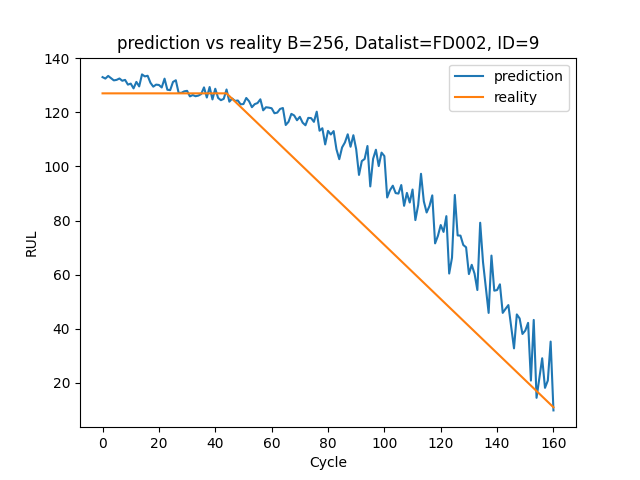 prediction vs reality B=256, Datalist=FD002, ID=9
prediction
reality
RUL
140
120
100
80
60
40
20
0 20 40 60 80 100 120 140 160
Cycle